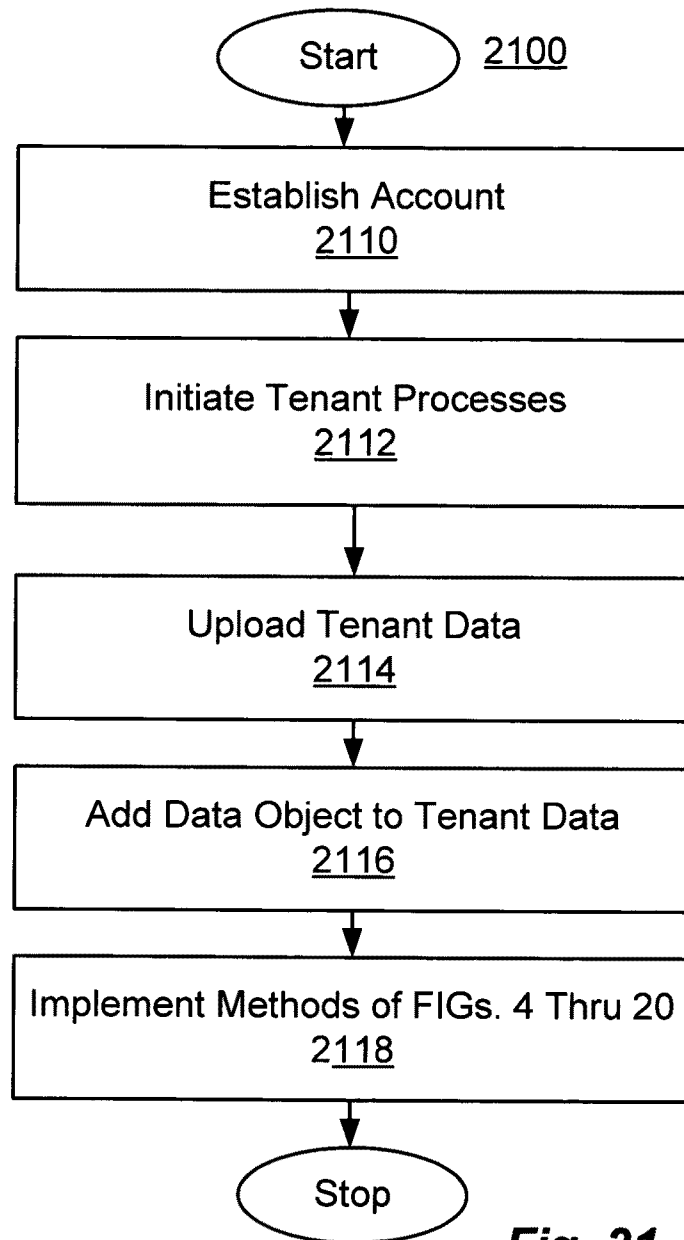 Start 2100
Establish Account
2110
Initiate Tenant Processes
2112
Upload Tenant Data
2114
Add Data Object to Tenant Data
2116
Implement Methods of FIGs. 4 Thru 20
2118
Stop
Fig. 21